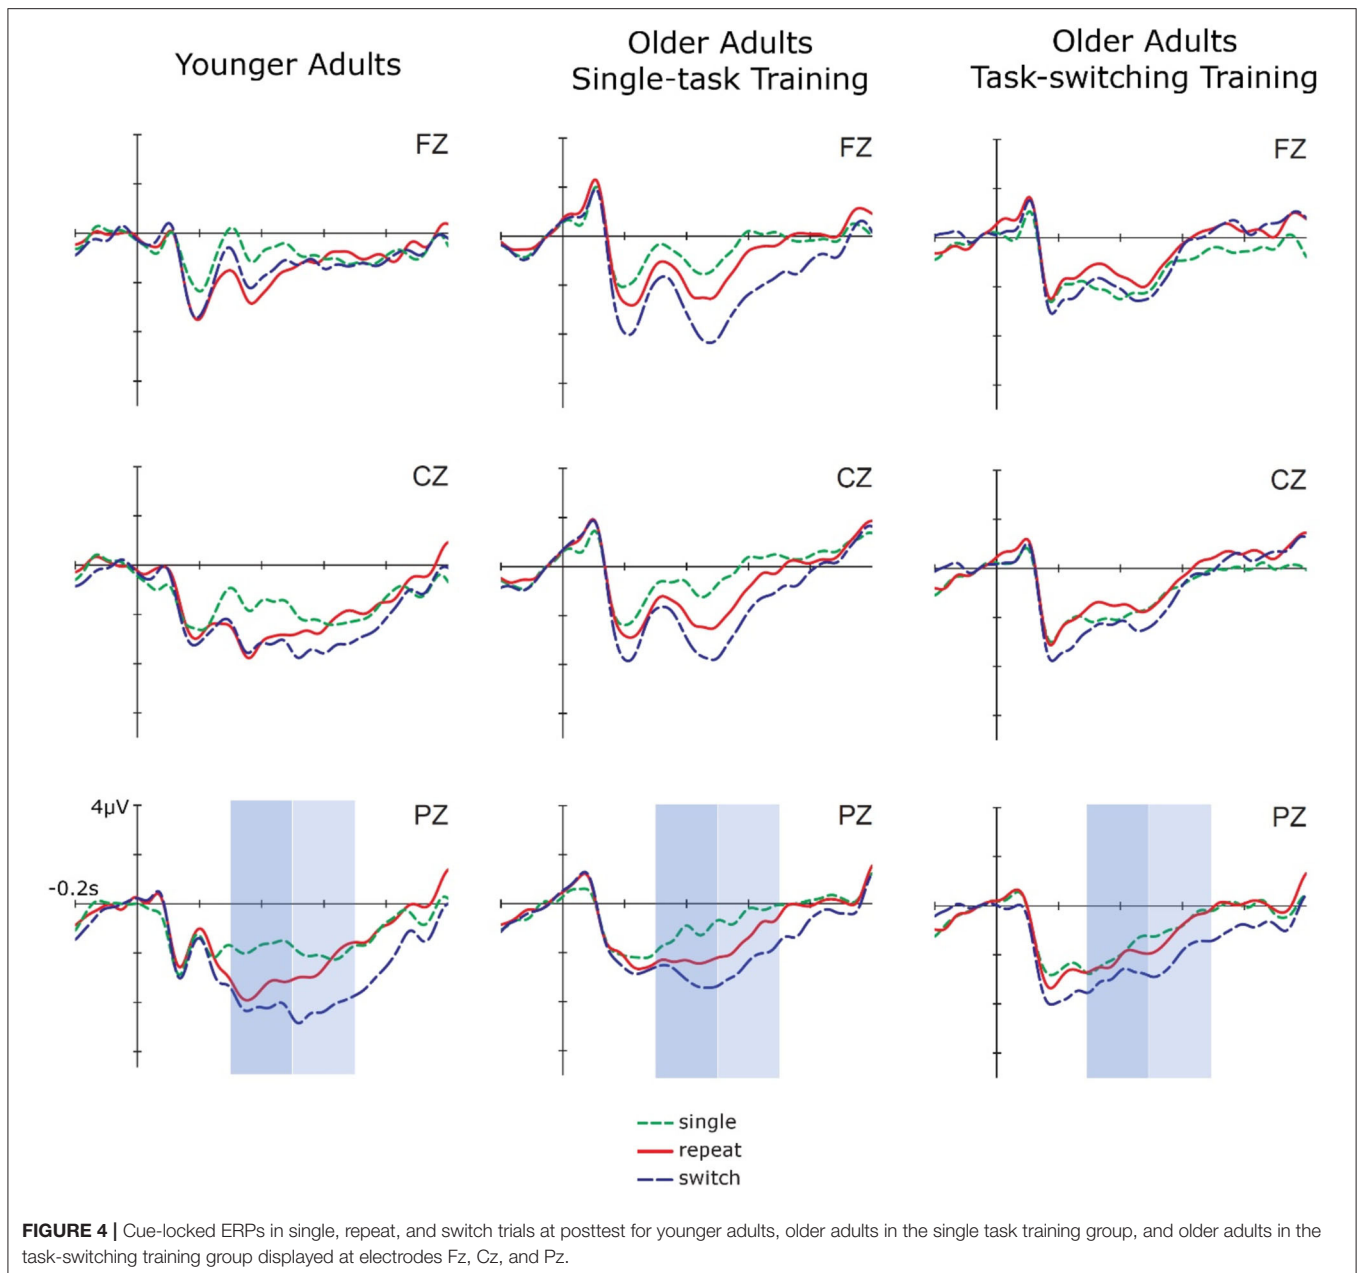 Younger Adults
Older Adults
Single-task Training
Older Adults
Task-switching Training
FZ
FZ
FZ
CZ
CZ
CZ
4µV
-0.2s
PZ
PZ
PZ
single
repeat
switch
FIGURE 4 | Cue-locked ERPs in single, repeat, and switch trials at posttest for younger adults, older adults in the single task training group, and older adults in the
task-switching training group displayed at electrodes Fz, Cz, and Pz.